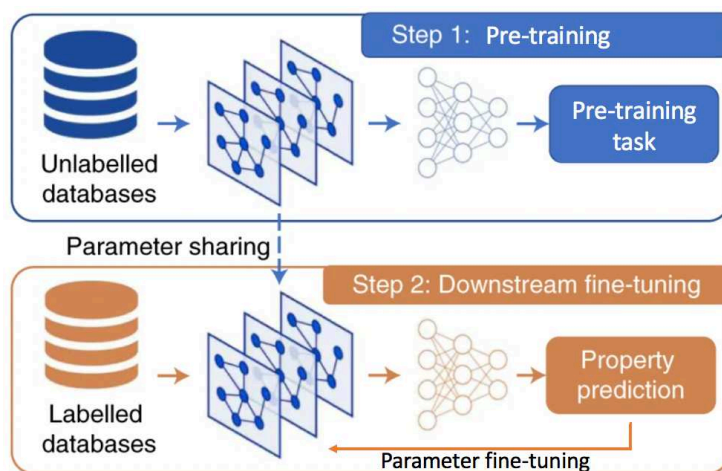 Step 1: Pre-training
Unlabelled
databases
Pre-training
task
Parameter sharing
Step 2: Downstream fine-tuning
Labelled
databases
Property
prediction
Parameter fine-tuning